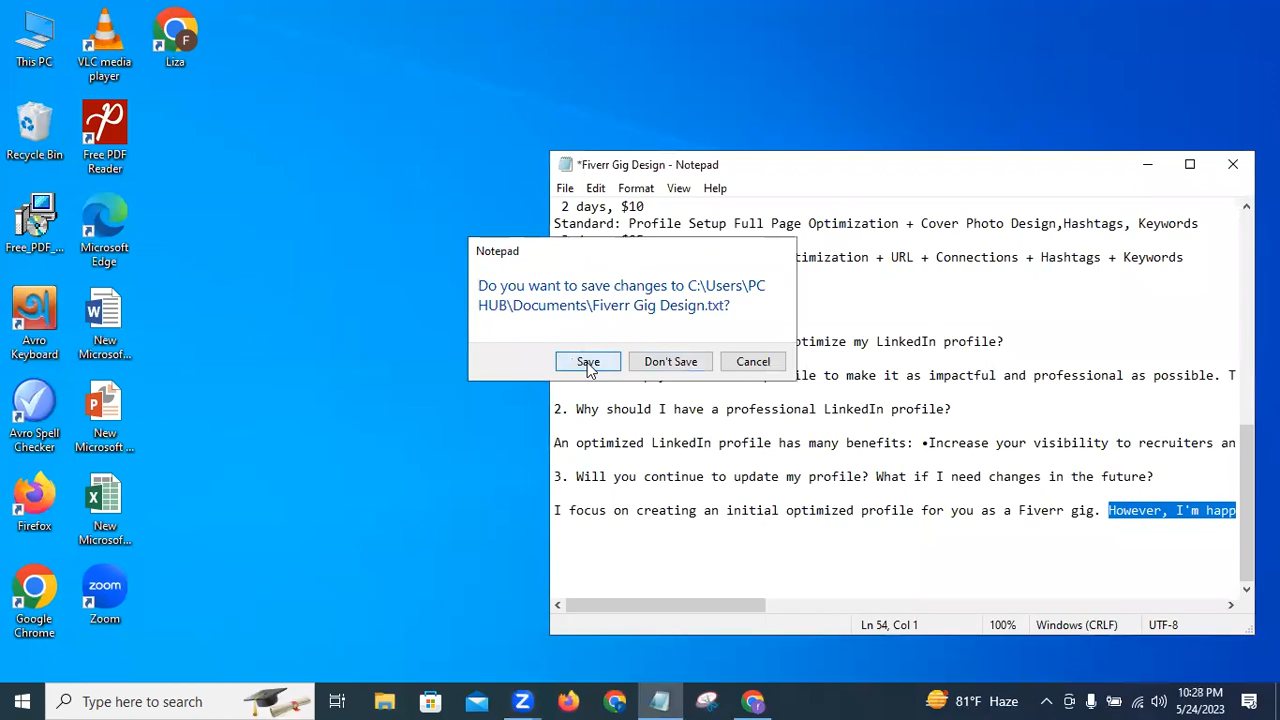 This PC
VLC media
player
Liza
Recycle Bin
Free PDF
Reader
Free_PDF_...
Microsoft
Edge
Avro
Keyboard
New
Microsof...
Avro Spell
Checker
New
Microsoft ...
Firefox
New
Microsof...
Google
Chrome
Zoom
zoom
F
*Fiverr Gig Design - Notepad
File Edit Format View Help
2 days, $10
Standard: Profile Setup Full Page Optimization + Cover Photo Design,Hashtags, Keywords
timization + URL + Connections + Hashtags + Keywords
Notepad
Do you want to save changes to C:\Users\PC
HUB\Documents\Fiverr Gig Design.txt?
Save Don't Save Cancel
timize my LinkedIn profile?
ile to make it as impactful and professional as possible. T
2. Why should I have a professional LinkedIn profile?
An optimized LinkedIn profile has many benefits: •Increase your visibility to recruiters an
3. Will you continue to update my profile? What if I need changes in the future?
I focus on creating an initial optimized profile for you as a Fiverr gig. However, I'm happ
Ln 54, Col 1 100% Windows (CRLF) UTF-8
Type here to search
81°F Haze
10:28 PM
5/24/2023